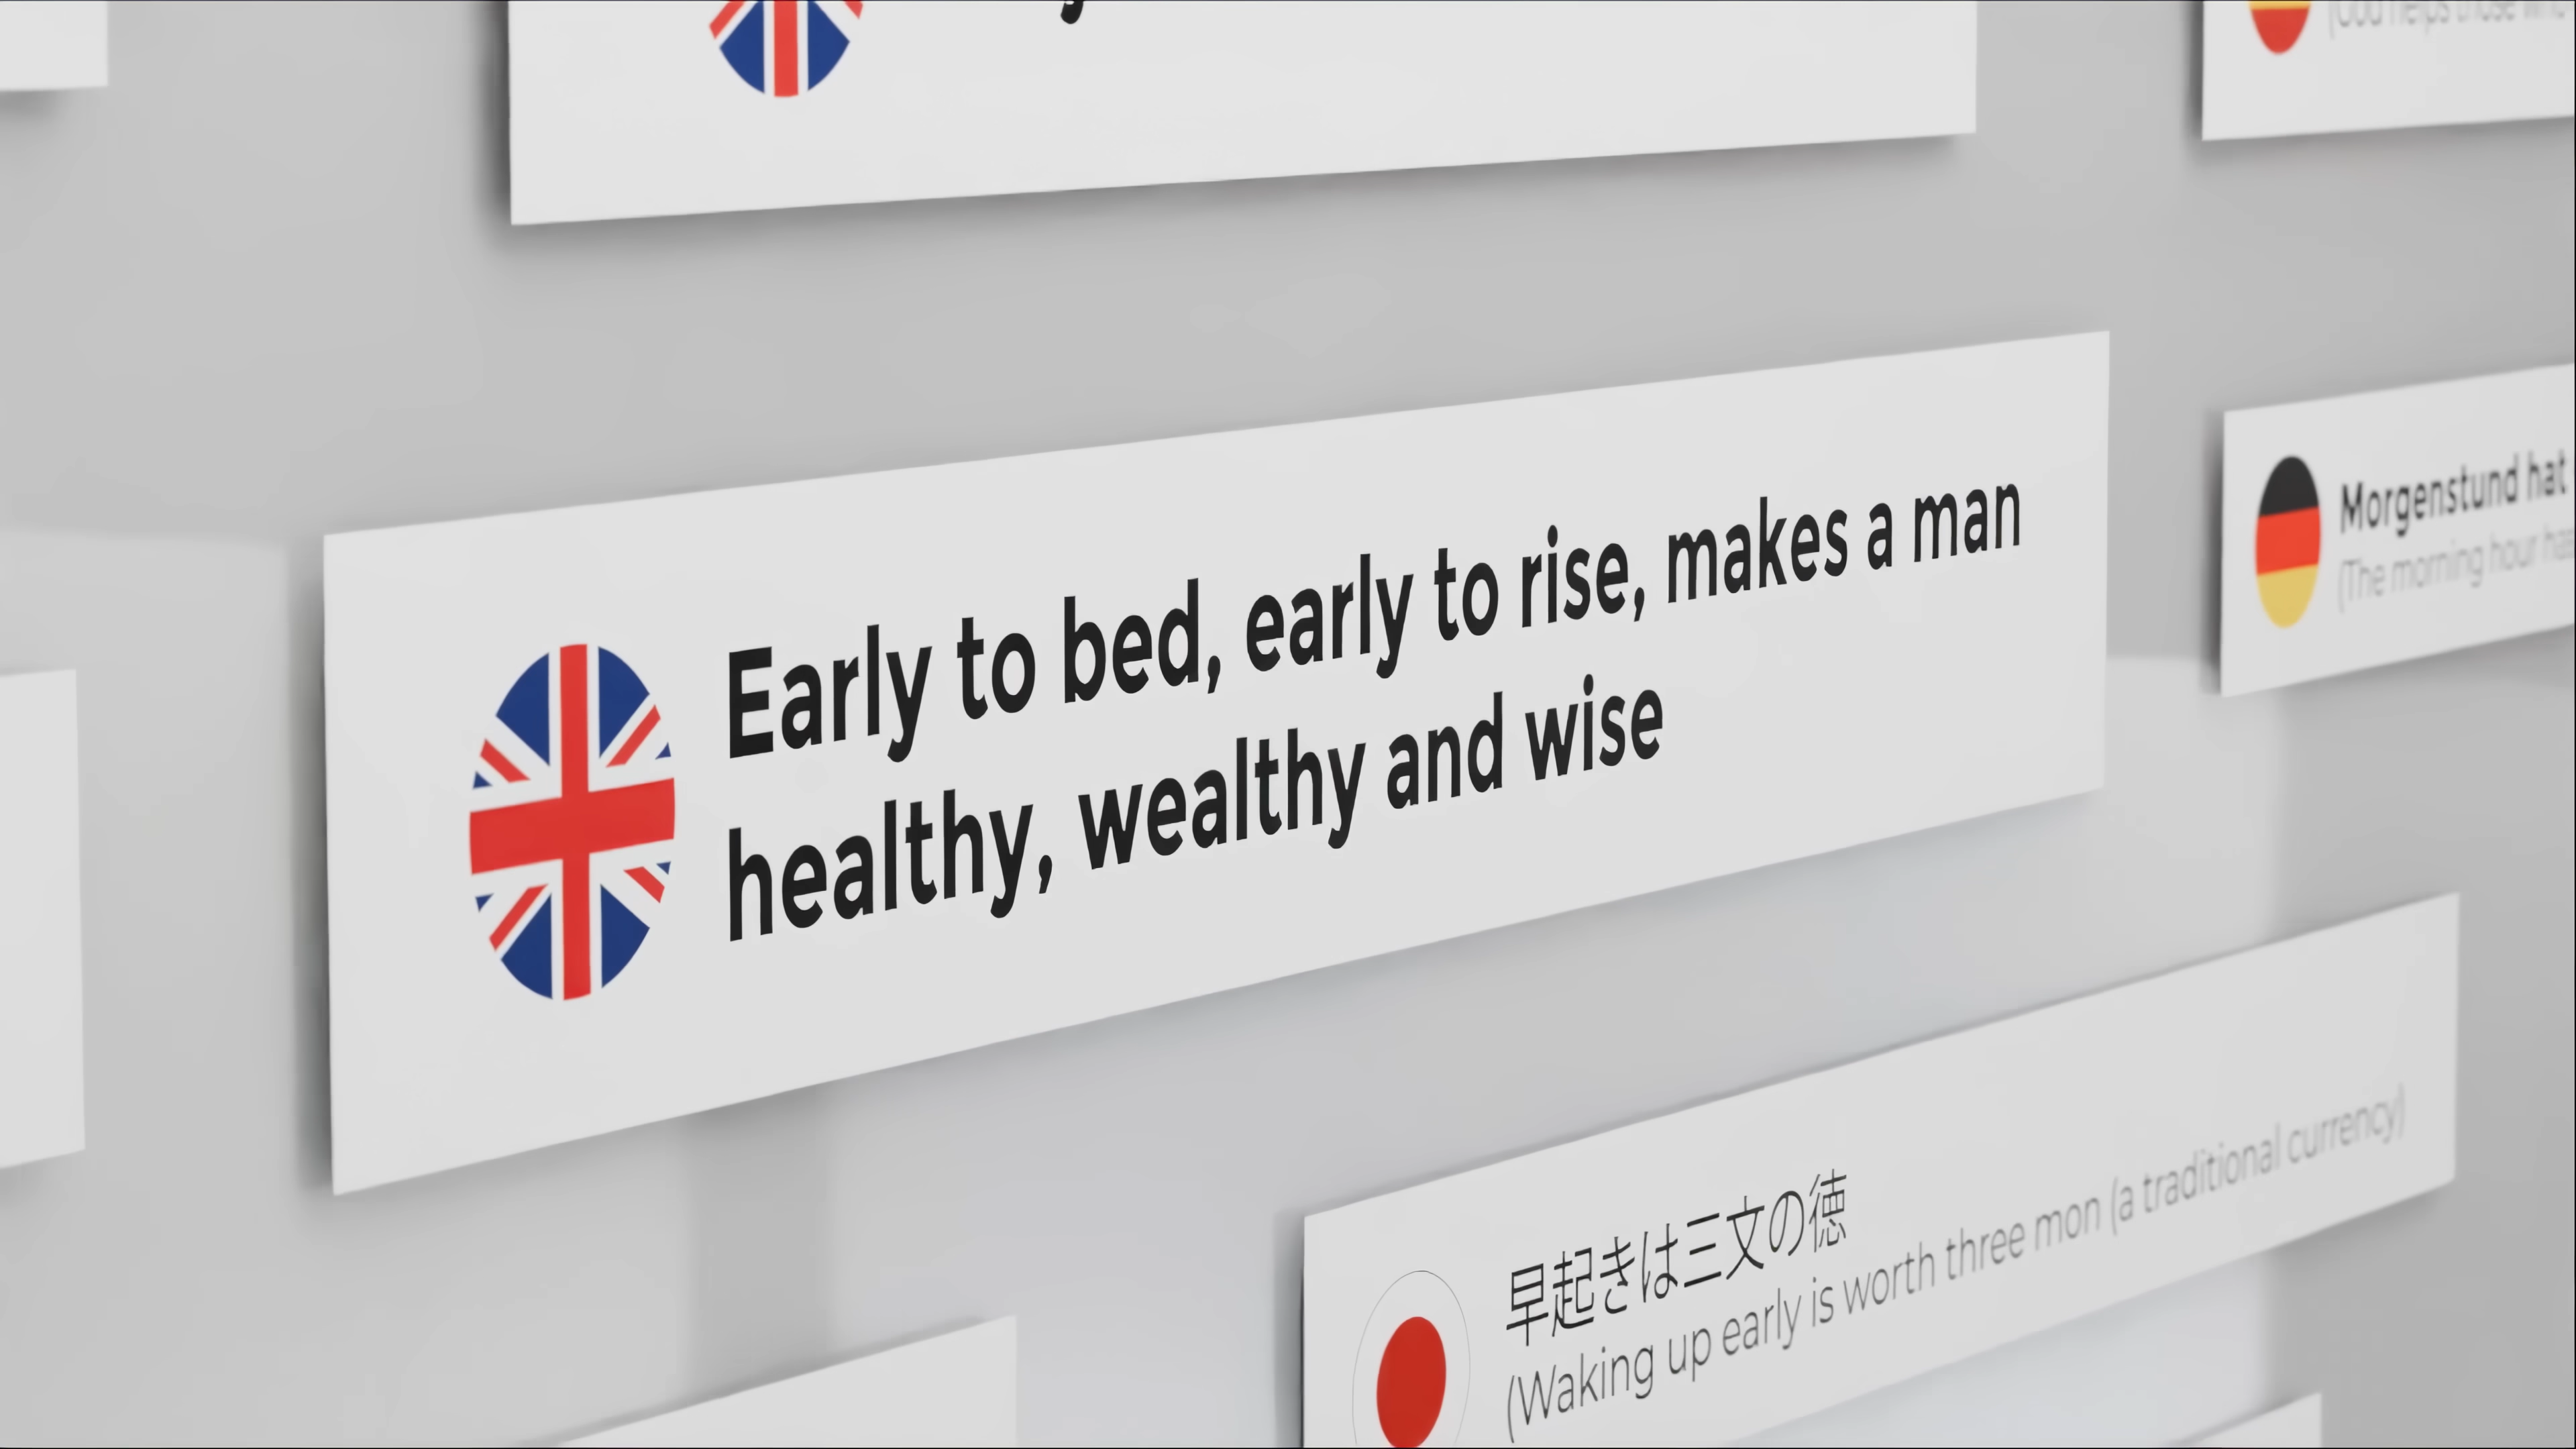 Early to bed, early to rise, makes a man
healthy, wealthy and wise
Morgenstund hat
(The morning hour
早起きは三文の徳
(Waking up early is worth three mon (a traditional currency)